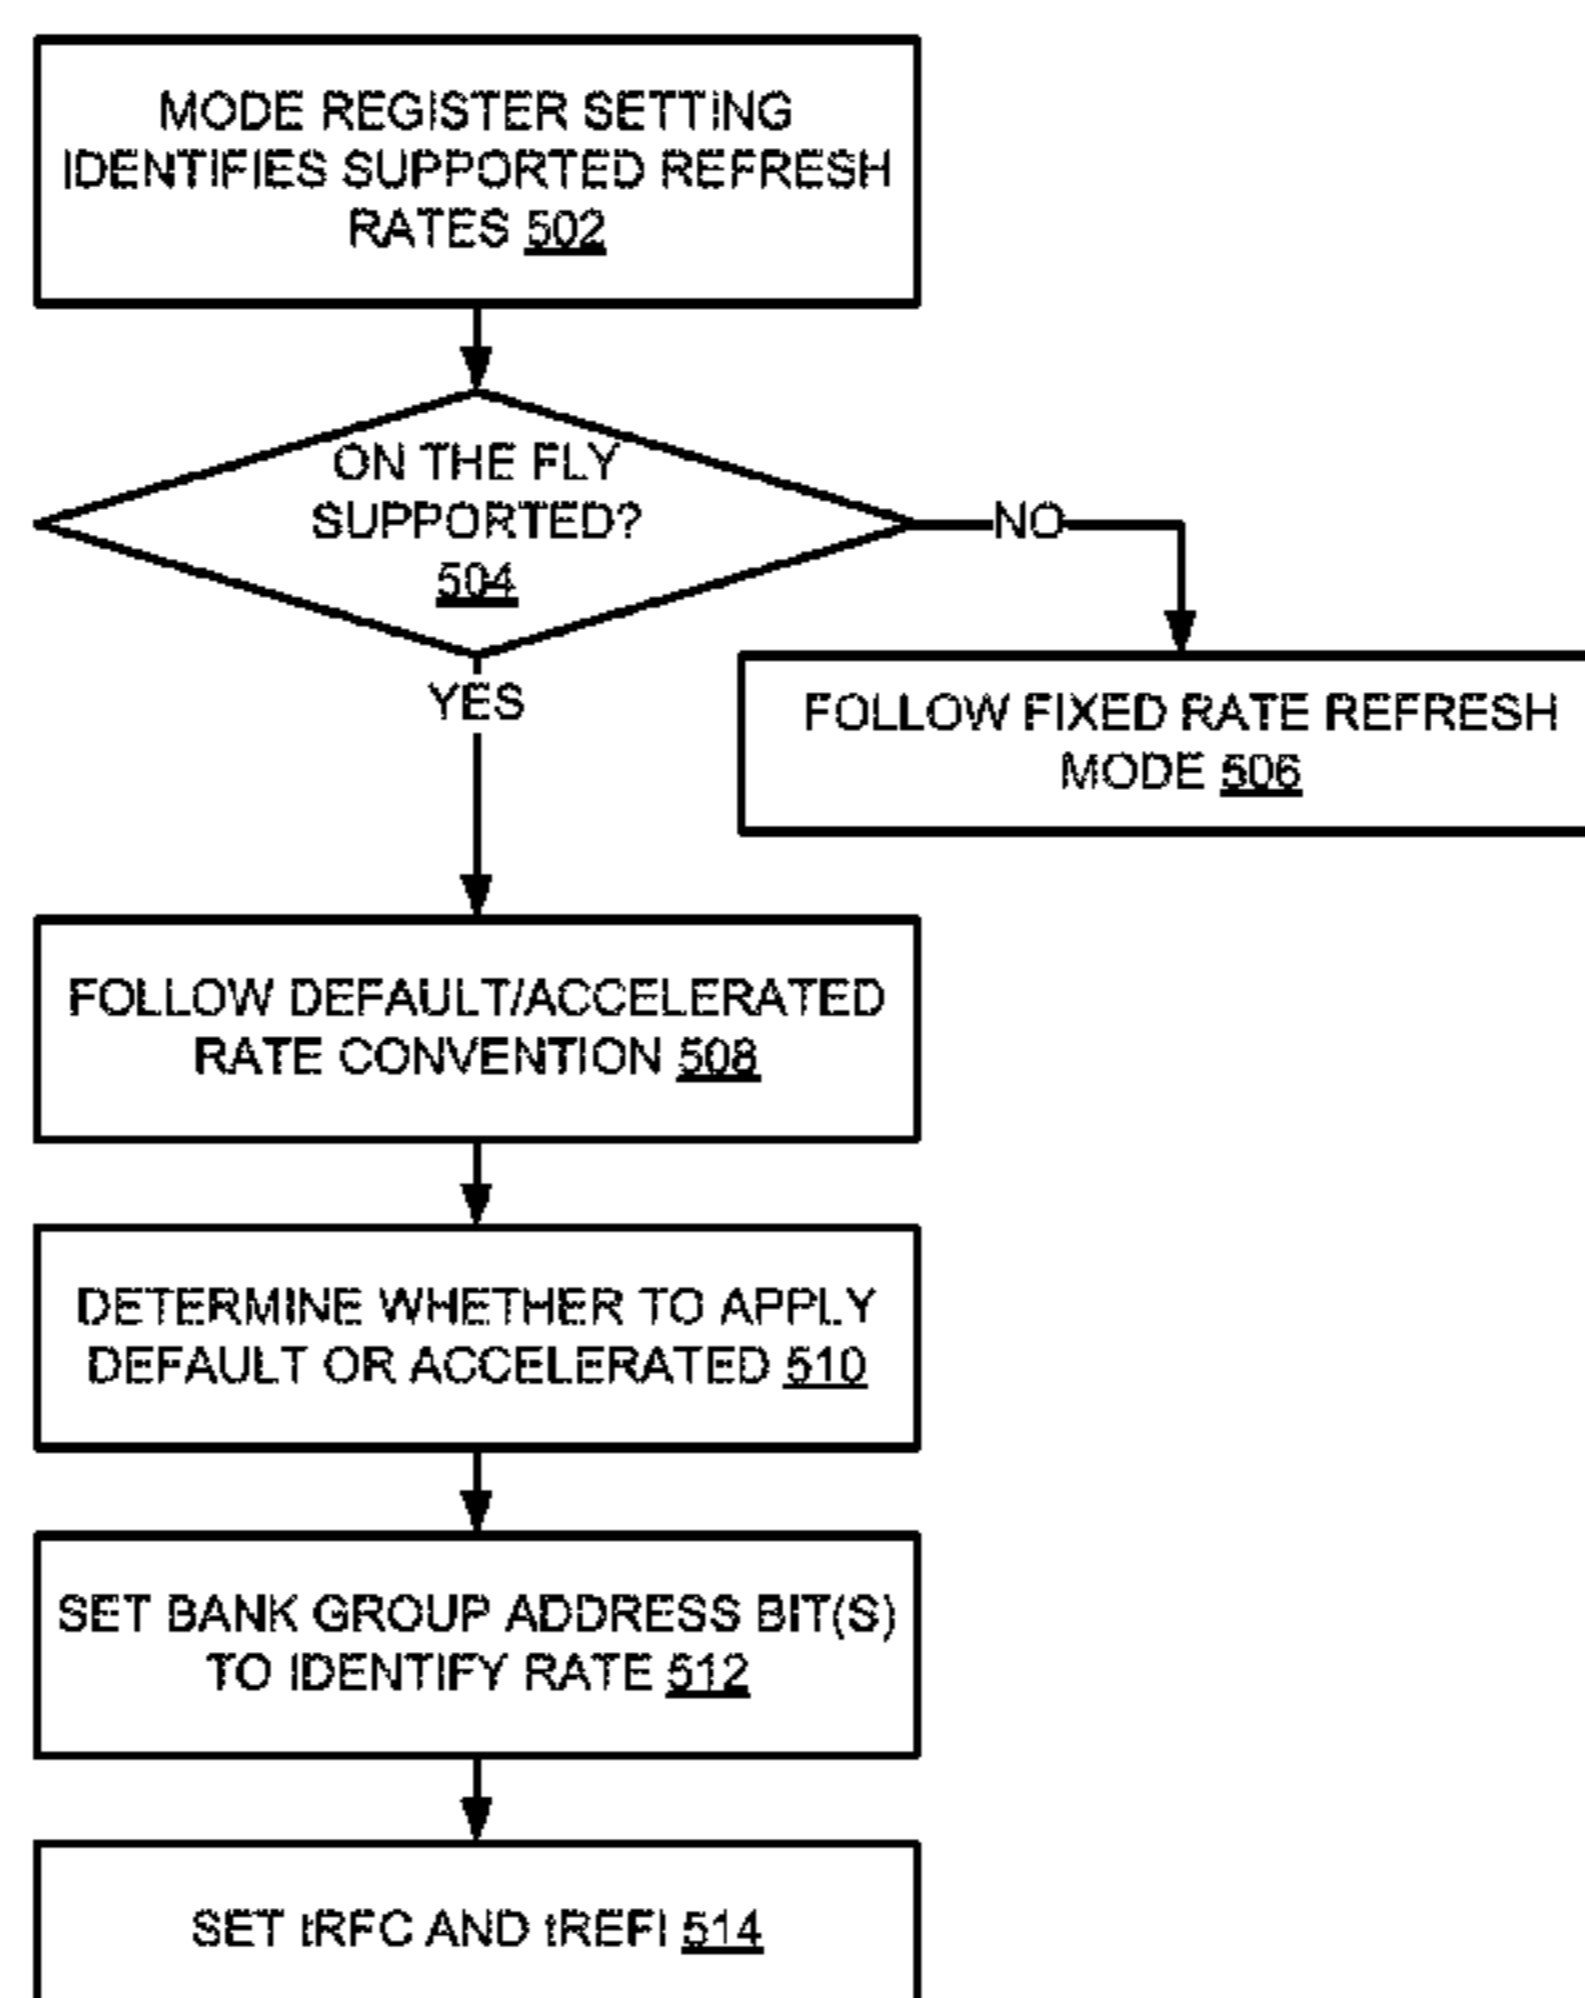 MODE REGISTER SETTING
IDENTIFIES SUPPORTED REFRESH
RATES 502
ON THE FLY
SUPPORTED?
504
NO
YES
FOLLOW FIXED RATE REFRESH
MODE 506
FOLLOW DEFAULT/ACCELERATED
RATE CONVENTION 508
DETERMINE WHETHER TO APPLY
DEFAULT OR ACCELERATED 510
SET BANK GROUP ADDRESS BIT(S)
TO IDENTIFY RATE 512
SET tRFC AND tREFI 514